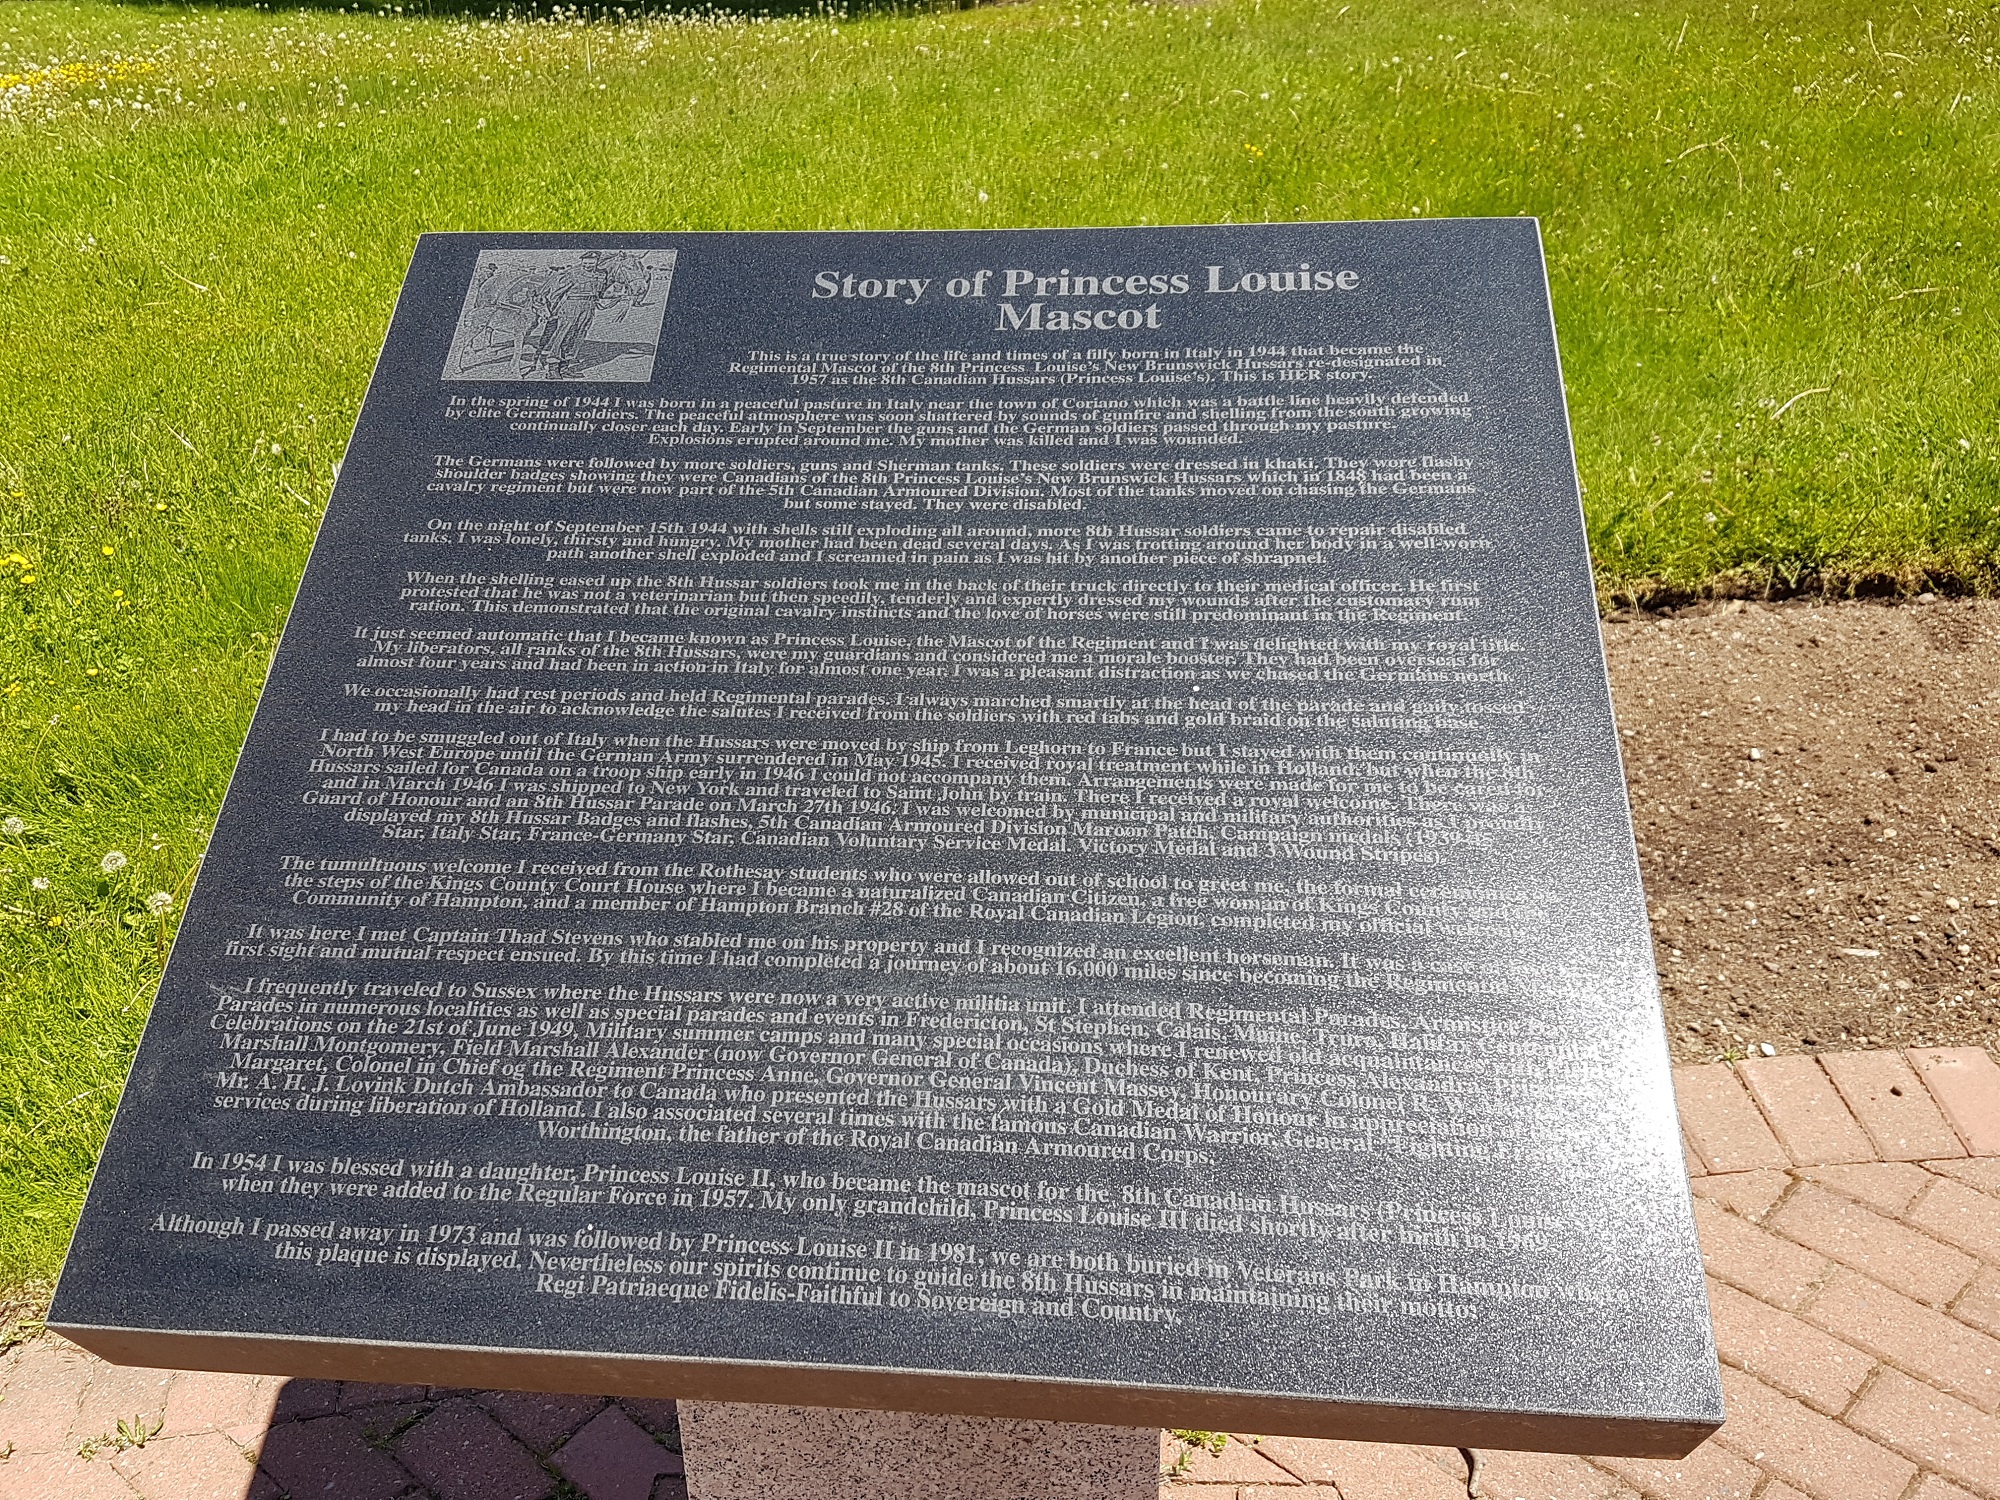 Story of Princess Louise
Mascot
This is a true story of the life and times of a filly born in Italy in 1944 that became the
Regimental Mascot of the 8th Princess Louise's New Brunswick Hussars re-designated in
1957 as the 8th Canadian Hussars (Princess Louise's). This is HER story.
In the spring of 1944 I was born in a peaceful pasture in Italy near the town of Coriano which was a battle line heavily defended
by elite German soldiers. The peaceful atmosphere was soon shattered by sounds of gunfire and shelling from the south growing
continually closer each day. Early in September the guns and the German soldiers passed through my pasture.
Explosions erupted around me. My mother was killed and I was wounded.
The Germans were followed by more soldiers, guns and Sherman tanks. These soldiers were dressed in khaki. They wore flashy
shoulder badges showing they were Canadians of the 8th Princess Louise's New Brunswick Hussars which in 1848 had been a
cavalry regiment but were now part of the 5th Canadian Armoured Division. Most of the tanks moved on chasing the Germans
but some stayed. They were disabled.
On the night of September 15th 1944 with shells still exploding all around, more 8th Hussar soldiers came to repair disabled
tanks. I was lonely, thirsty and hungry. My mother had been dead several days. As I was trotting around her body in a well-worn
path another shell exploded and I screamed in pain as I was hit by another piece of shrapnel.
When the shelling eased up the 8th Hussar soldiers took me in the back of their truck directly to their medical officer. He first
protested that he was not a veterinarian but then speedily, tenderly and expertly dressed my wounds after the customary rum
ration. This demonstrated that the original cavalry instincts and the love of horses were still predominant in the Regiment.
It just seemed automatic that I became known as Princess Louise, the Mascot of the Regiment and I was delighted with my royal title.
My liberators, all ranks of the 8th Hussars, were my guardians and considered me a morale booster. They had been overseas for
almost four years and had been in action in Italy for almost one year. I was a pleasant distraction as we chased the Germans north.
We occasionally had rest periods and held Regimental parades. I always marched smartly at the head of the parade and gaily tossed
my head in the air to acknowledge the salutes I received from the soldiers with red tabs and gold braid on the saluting base.
I had to be smuggled out of Italy when the Hussars were moved by ship from Leghorn to France but I stayed with them continually in
North West Europe until the German Army surrendered in May 1945. I received royal treatment while in Holland, but when the 8th
Hussars sailed for Canada on a troop ship early in 1946 I could not accompany them. Arrangements were made for me to be cared for
and in March 1946 I was shipped to New York and traveled to Saint John by train. There I received a royal welcome. There was a
Guard of Honour and an 8th Hussar Parade on March 27th 1946. I was welcomed by municipal and military authorities as I proudly
displayed my 8th Hussar Badges and flashes, 5th Canadian Armoured Division Maroon Patch, Campaign medals (1939-45
Star, Italy Star, France-Germany Star, Canadian Voluntary Service Medal. Victory Medal and 3 Wound Stripes).
The tumultuous welcome I received from the Rothesay students who were allowed out of school to greet me, the formal ceremonies
the steps of the Kings County Court House where I became a naturalized Canadian Citizen, a free woman of Kings County and the
Community of Hampton, and a member of Hampton Branch #28 of the Royal Canadian Legion, completed my official welcome.
It was here I met Captain Thad Stevens who stabled me on his property and I recognized an excellent horseman. It was a case of
first sight and mutual respect ensued. By this time I had completed a journey of about 16,000 miles since becoming the Regimental
I frequently traveled to Sussex where the Hussars were now a very active militia unit. I attended Regimental Parades, Armistice
Parades in numerous localities as well as special parades and events in Fredericton, St Stephen, Calais, Maine, Truro, Halifax, Centennial
Celebrations on the 21st of June 1949, Military summer camps and many special occasions where I renewed old acquaintances
Marshall Montgomery, Field Marshall Alexander (now Governor General of Canada), Duchess of Kent, Princess Alexandria,
Margaret, Colonel in Chief og the Regiment Princess Anne, Governor General Vincent Massey, Honourary Colonel R. W.
Mr. A. H. J. Lovink Dutch Ambassador to Canada who presented the Hussars with a Gold Medal of Honour in appreciation
services during liberation of Holland. I also associated several times with the famous Canadian Warrior, General "Fighting
Worthington, the father of the Royal Canadian Armoured Corps.
In 1954 I was blessed with a daughter, Princess Louise II, who became the mascot for the 8th Canadian Hussars (Princess Louise's)
when they were added to the Regular Force in 1957. My only grandchild, Princess Louise III died shortly after birth in 1969
Although I passed away in 1973 and was followed by Princess Louise II in 1981, we are both buried in Veterans Park in Hampton where
this plaque is displayed. Nevertheless our spirits continue to guide the 8th Hussars in maintaining their motto:
Regi Patriaeque Fidelis-Faithful to Sovereign and Country.